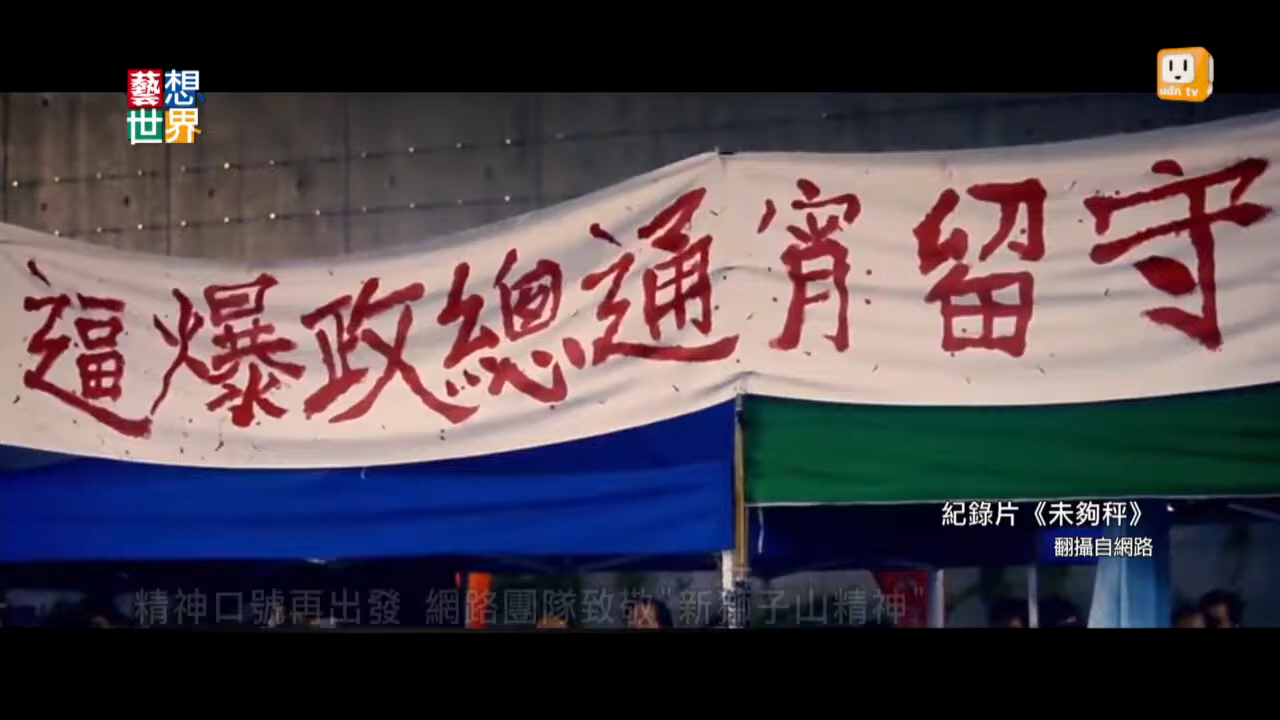 藝想
世界
udn tv
逼爆政總通宵留守
紀錄片《未夠秤》
翻攝自網路
精神口號再出發 網路團隊致敬"新獅子山精神"